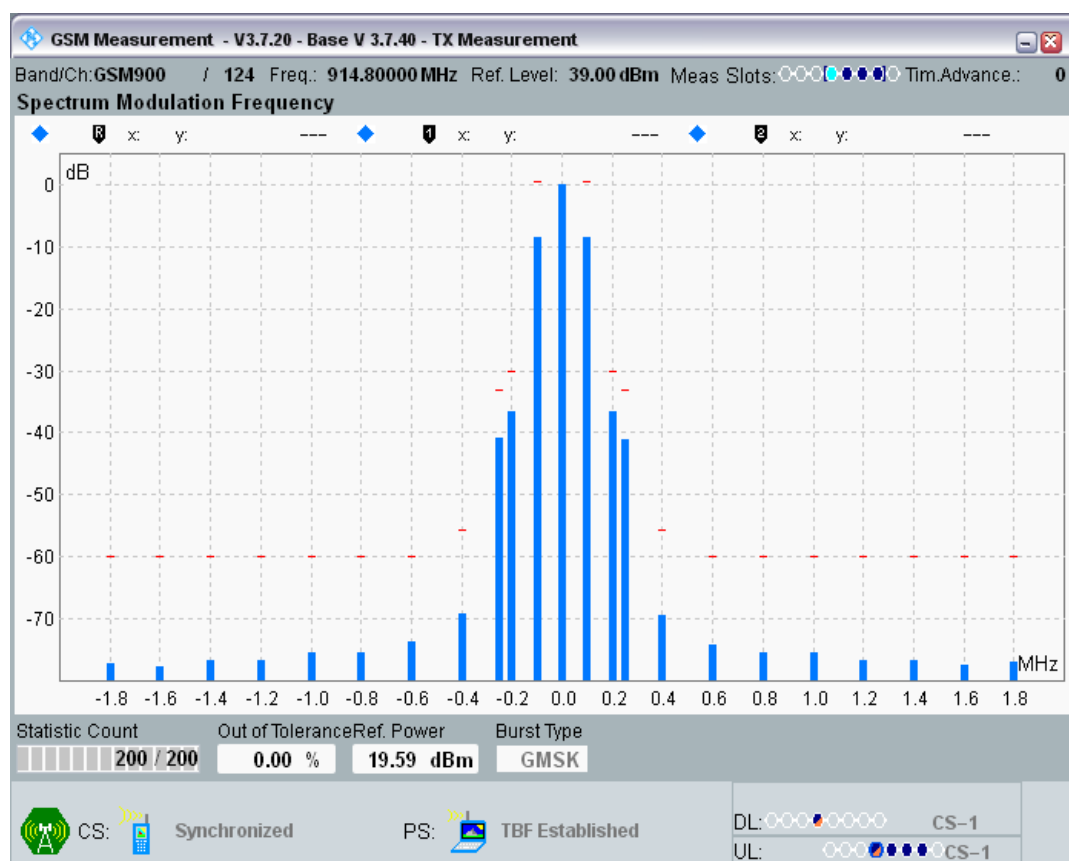 GSM Measurement - V3.7.20 - Base V 3.7.40 - TX Measurement
Band/Ch:GSM900 / 124 Freq.: 914.80000 MHz Ref. Level: 39.00 dBm Meas Slots: Tim.Advance.: 0
Spectrum Modulation Frequency
R x: y: --- 1 x: y: --- 2 x: y: ---
dB
0
-10
-20
-30
-40
-50
-60
-70
MHz
-1.8 -1.6 -1.4 -1.2 -1.0 -0.8 -0.6 -0.4 -0.2 0.0 0.2 0.4 0.6 0.8 1.0 1.2 1.4 1.6 1.8
Statistic Count Out of Tolerance Ref. Power Burst Type
200 / 200 0.00 % 19.59 dBm GMSK
CS: Synchronized PS: TBF Established
DL: CS-1
UL: CS-1